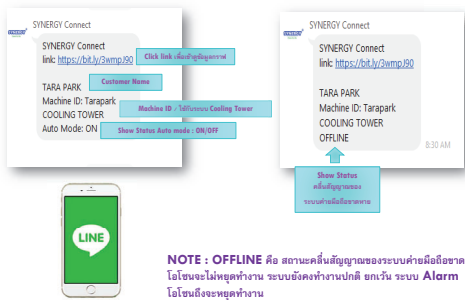 SYNERGY Connect
SYNERGY Connect
link: https://bit.ly/3wmpJ90
Click link เพื่อเข้าสู่ข้อมูลกราฟ
TARA PARK
Customer Name
Machine ID: Tarapark
Machine ID / ใช้กับระบบ Cooling Tower
COOLING TOWER
Auto Mode: ON
Show Status Auto mode : ON/OFF
SYNERGY Connect
SYNERGY Connect
link: https://bit.ly/3wmpJ90
TARA PARK
Machine ID: Tarapark
COOLING TOWER
OFFLINE
8:30 AM
Show Status
คลื่นสัญญาณของ
ระบบค่ายมือถือขาดหาย
LINE
NOTE : OFFLINE คือ สถานะคลื่นสัญญาณของระบบค่ายมือถือขาด
โอโซนจะไม่หยุดทำงาน ระบบยังคงทำงานปกติ ยกเว้น ระบบ Alarm
โอโซนถึงจะหยุดทำงาน